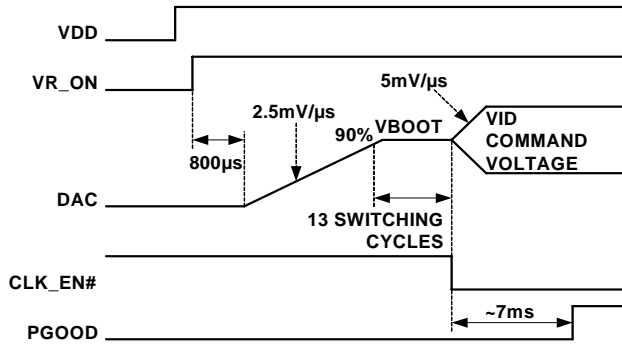 VDD
VR_ON
5mV/µs
2.5mV/µs
90%
VBOOT
VID
COMMAND
VOLTAGE
800µs
DAC
13 SWITCHING
CYCLES
CLK_EN#
~7ms
PGOOD